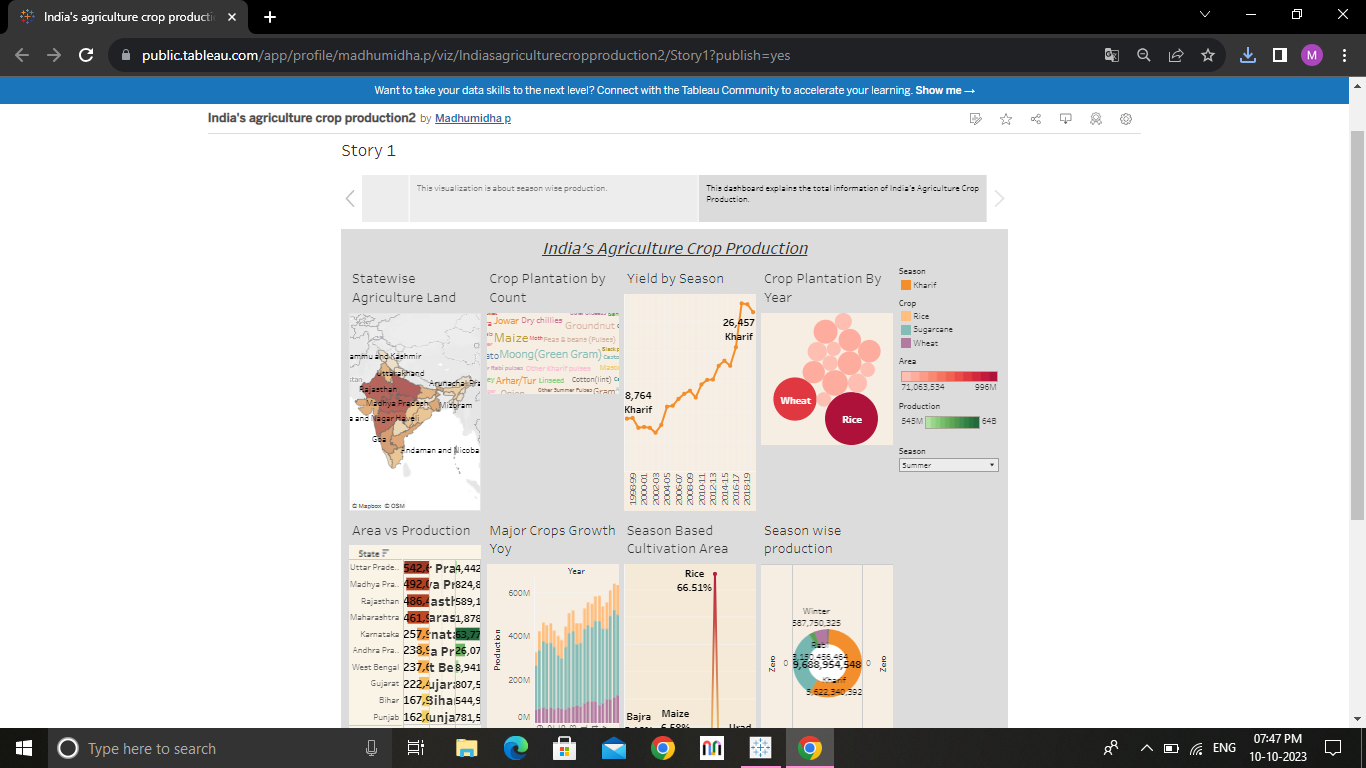 India's agriculture crop producti
public.tableau.com/app/profile/madhumidha.p/viz/Indiasagriculturecropproduction2/Story1?publish=yes
M
Want to take your data skills to the next level? Connect with the Tableau Community to accelerate your learning. Show me →
India's agriculture crop production2 by Madhumidha p
Story 1
This visualization is about season wise production.
This dashboard explains the total information of India's Agriculture Crop
Production.
India's Agriculture Crop Production
Statewise
Agriculture Land
ammu and Kashmir
Uttarakhand
Arunachal Pra
Rajasthan
Madhya Pradesh
Mizoram
a and Nagar Haveli
Goa
Andaman and Nicoba
© Mapbox © OSM
Crop Plantation by
Count
Jowar Dry chillies
Groundnut
Maize Moth Peas & beans (Pulses)
Moong(Green Gram)
r Rabi pulses Other Kharif pulses
Arhar/Tur Linseed Cotton(lint)
Onion Other Summer Pulses Gram
Yield by Season
26,457
Kharif
8,764
Kharif
1998-99
2000-01
2002-03
2004-05
2006-07
2008-09
2010-11
2012-13
2014-15
2016-17
2018-19
Crop Plantation By
Year
Wheat
Rice
Season
Kharif
Crop
Rice
Sugarcane
Wheat
Area
71,063,534 996M
Production
545M 64B
Season
Summer
Area vs Production
State
Uttar Prade.. 542, Pra 4,442
Madhya Pra.. 492, a Pr 824,8
Rajasthan 486, asth 589,1
Maharashtra 461, aras 1,878
Karnataka 257, nata 63,77
Andhra Pra.. 238, a Pr 26,07
West Bengal 237, t Be 8,941
Gujarat 222, ujar 807,5
Bihar 167, Biha 544,9
Punjab 162, unja 781,5
Major Crops Growth
Yoy
Year
Production
600M
400M
200M
0M
Season Based
Cultivation Area
Rice
66.51%
Bajra
Maize
6.58%
Urad
Season wise
production
Winter
587,750,325
Rabi
3,150,456,464
9,688,954,548
Kharif
5,622,340,392
Zero
0
0
Zero
Type here to search
ENG
07:47 PM
10-10-2023